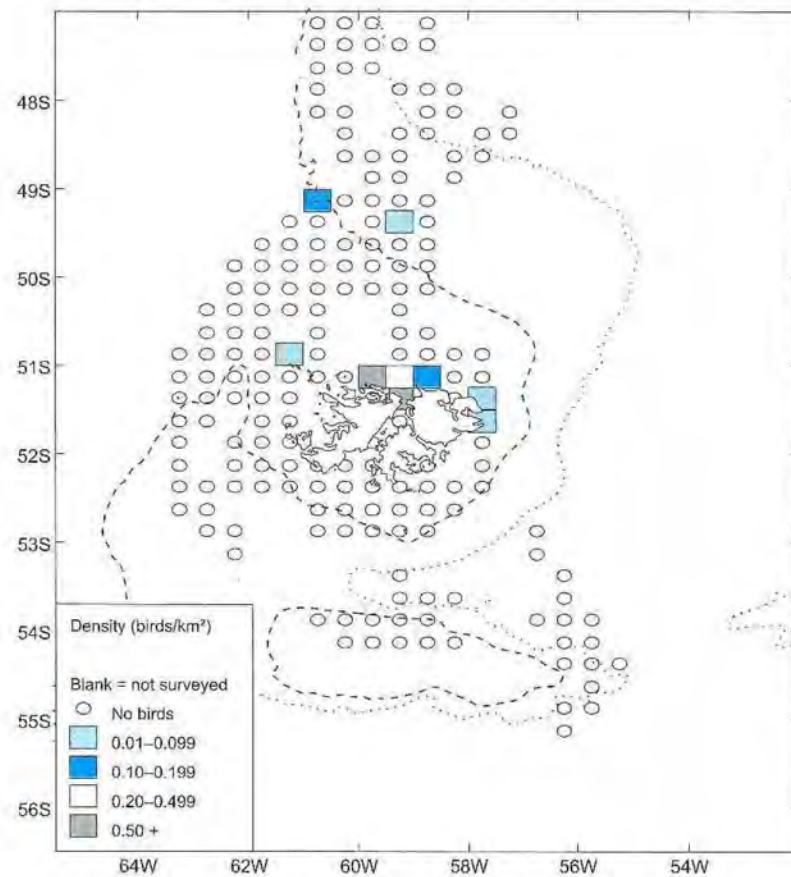 48S
49S
50S
51S
52S
53S
54S
55S
56S
Density (birds/km²)
Blank = not surveyed
No birds
0.01–0.099
0.10–0.199
0.20–0.499
0.50 +
64W
62W
60W
58W
56W
54W